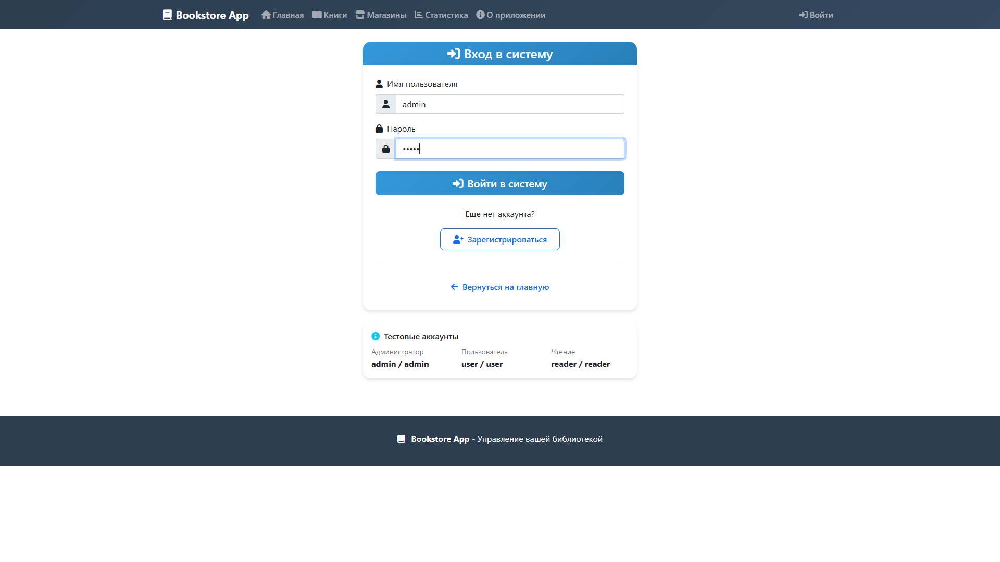 Bookstore App Главная Книги Магазины Статистика О приложении Войти
Вход в систему
Имя пользователя
admin
Пароль
•••••
Войти в систему
Еще нет аккаунта?
Зарегистрироваться
Вернуться на главную
Тестовые аккаунты
Администратор Пользователь Чтение
admin / admin user / user reader / reader
Bookstore App - Управление вашей библиотекой